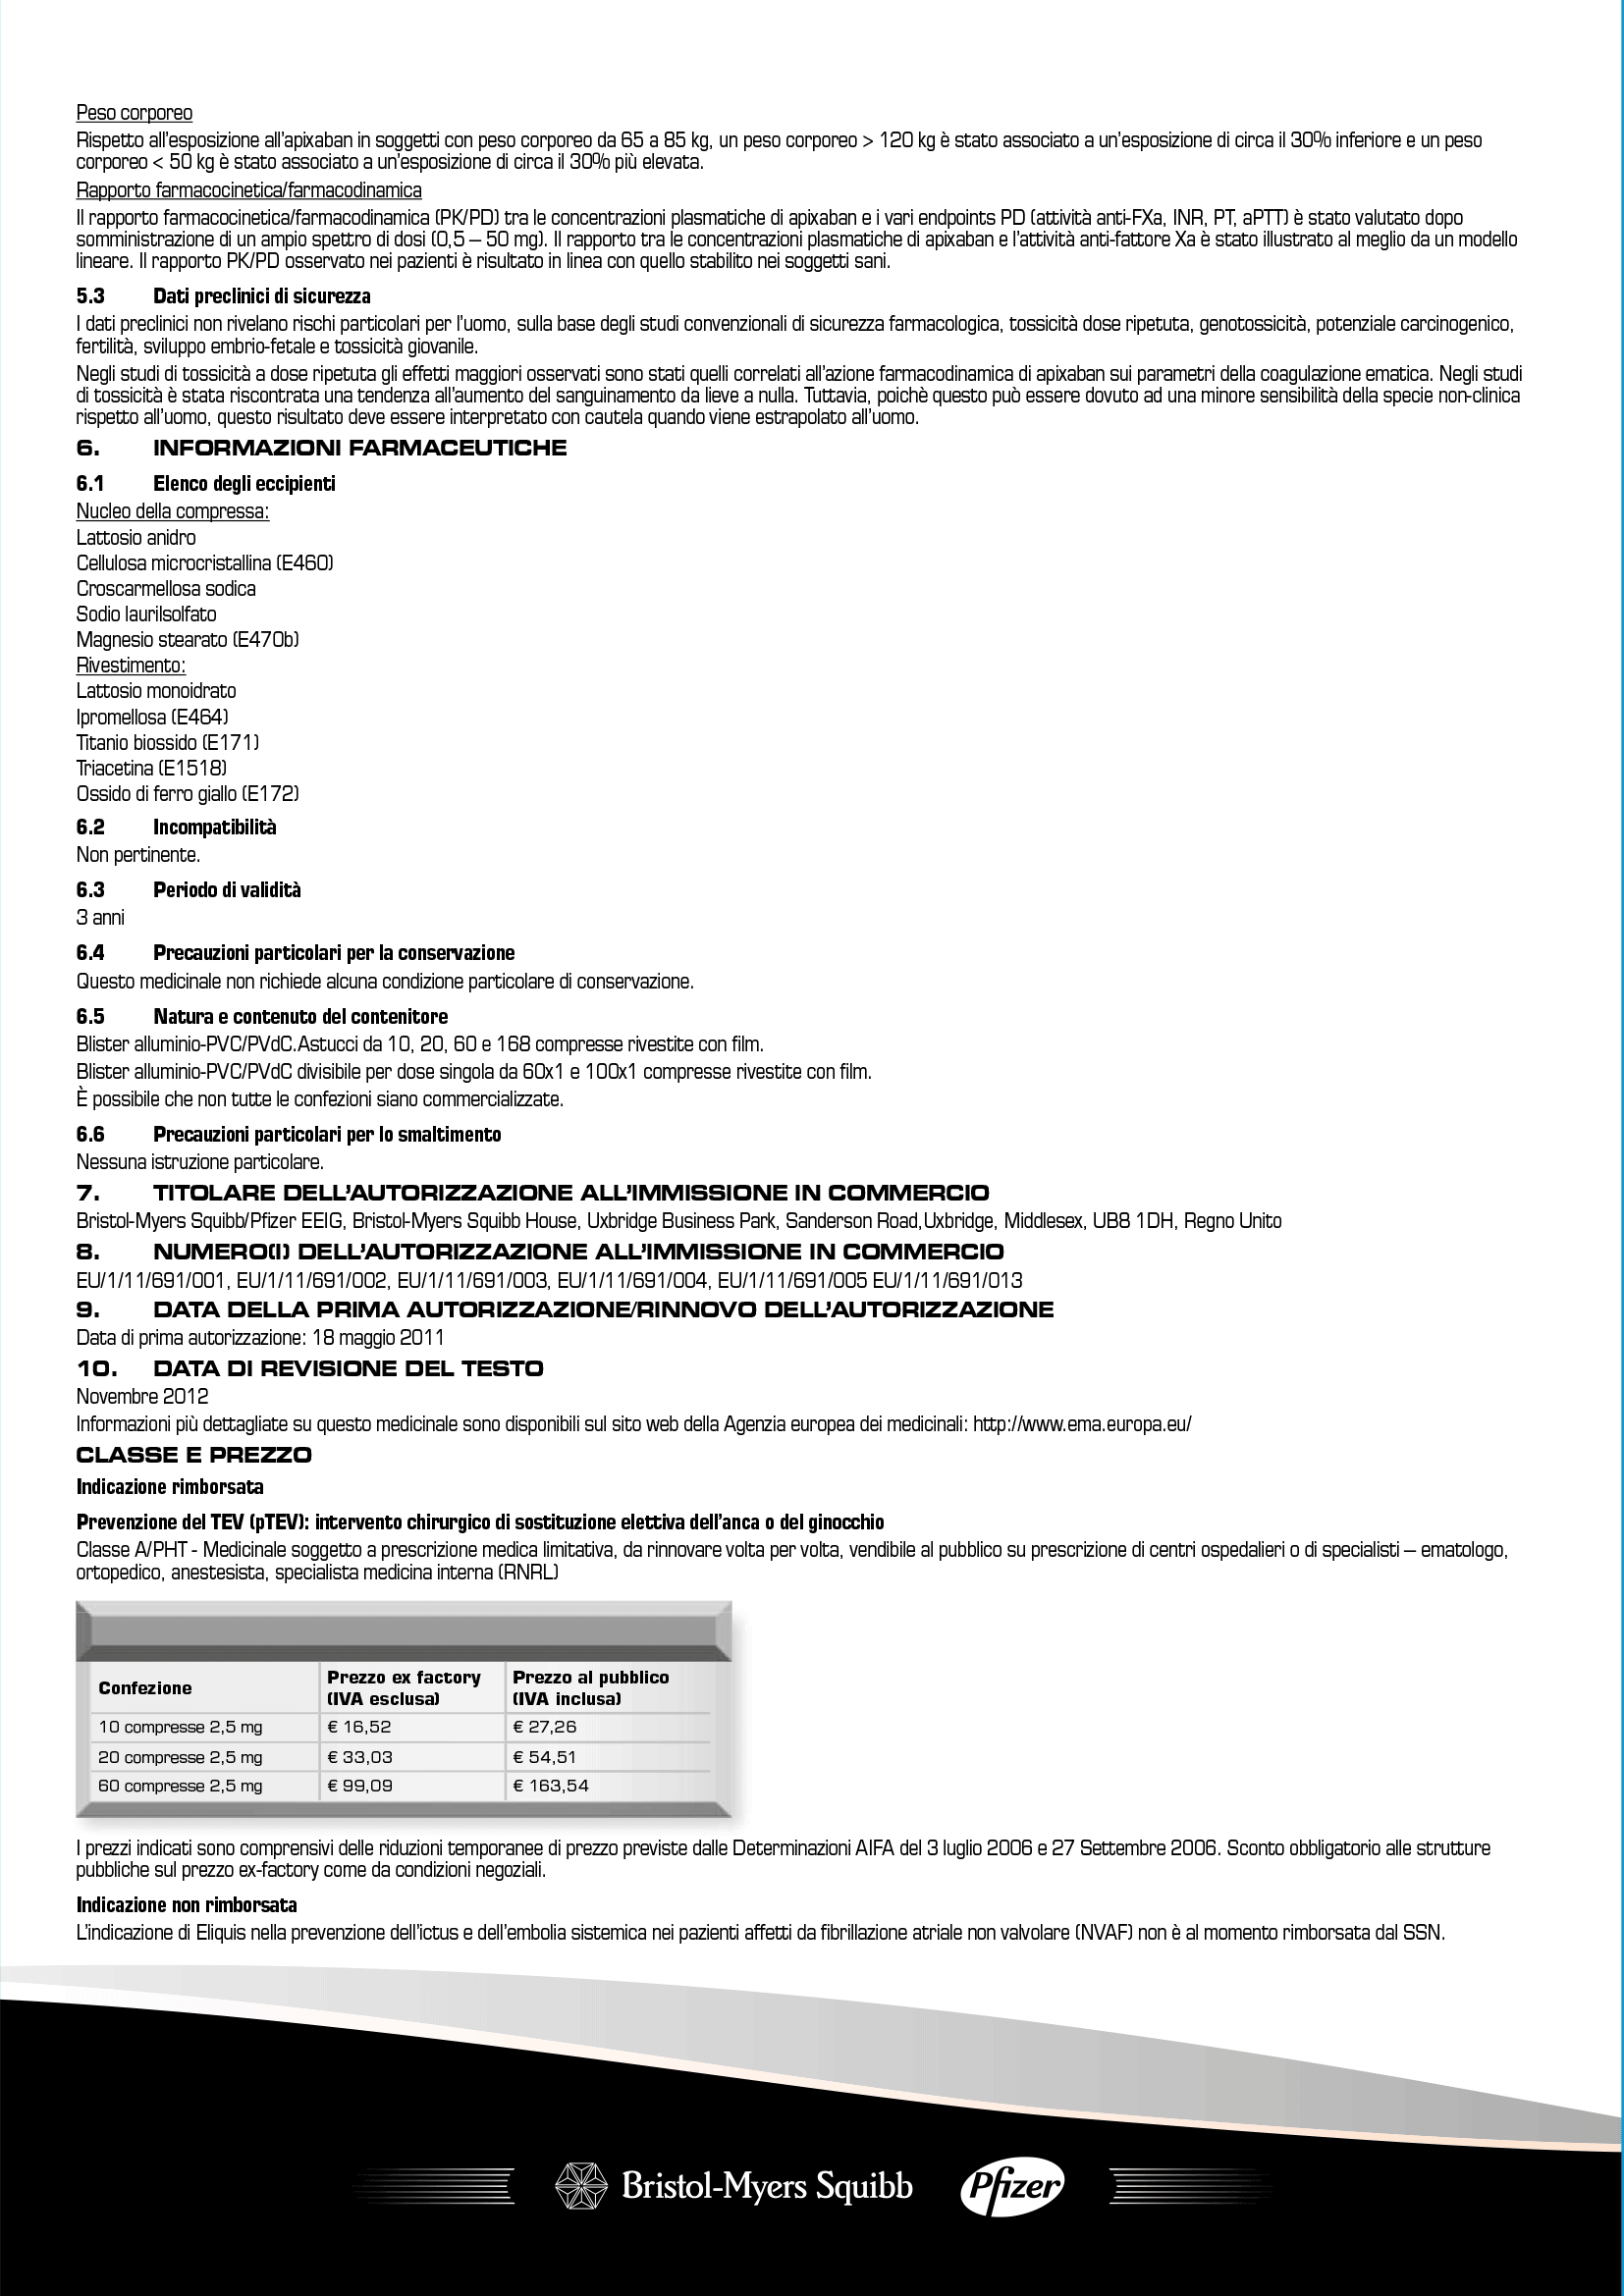 Peso corporeo
Rispetto all’esposizione all’apixaban in soggetti con peso corporeo da 65 a 85 kg, un peso corporeo > 120 kg è stato associato a un’esposizione di circa il 30% inferiore e un peso
corporeo < 50 kg è stato associato a un’esposizione di circa il 30% più elevata.
Rapporto farmacocinetica/farmacodinamica
Il rapporto farmacocinetica/farmacodinamica (PK/PD) tra le concentrazioni plasmatiche di apixaban e i vari endpoints PD (attività anti-FXa, INR, PT, aPTT) è stato valutato dopo
somministrazione di un ampio spettro di dosi (0,5 – 50 mg). Il rapporto tra le concentrazioni plasmatiche di apixaban e l’attività anti-fattore Xa è stato illustrato al meglio da un modello
lineare. Il rapporto PK/PD osservato nei pazienti è risultato in linea con quello stabilito nei soggetti sani.
5.3 Dati preclinici di sicurezza
I dati preclinici non rivelano rischi particolari per l’uomo, sulla base degli studi convenzionali di sicurezza farmacologica, tossicità dose ripetuta, genotossicità, potenziale carcinogenico,
fertilità, sviluppo embrio-fetale e tossicità giovanile.
Negli studi di tossicità a dose ripetuta gli effetti maggiori osservati sono stati quelli correlati all’azione farmacodinamica di apixaban sui parametri della coagulazione ematica. Negli studi
di tossicità è stata riscontrata una tendenza all’aumento del sanguinamento da lieve a nulla. Tuttavia, poichè questo può essere dovuto ad una minore sensibilità della specie non-clinica
rispetto all’uomo, questo risultato deve essere interpretato con cautela quando viene estrapolato all’uomo.
6. INFORMAZIONI FARMACEUTICHE
6.1 Elenco degli eccipienti
Nucleo della compressa:
Lattosio anidro
Cellulosa microcristallina (E460)
Croscarmellosa sodica
Sodio laurilsolfato
Magnesio stearato (E470b)
Rivestimento:
Lattosio monoidrato
Ipromellosa (E464)
Titanio biossido (E171)
Triacetina (E1518)
Ossido di ferro giallo (E172)
6.2 Incompatibilità
Non pertinente.
6.3 Periodo di validità
3 anni
6.4 Precauzioni particolari per la conservazione
Questo medicinale non richiede alcuna condizione particolare di conservazione.
6.5 Natura e contenuto del contenitore
Blister alluminio-PVC/PVdC.Astucci da 10, 20, 60 e 168 compresse rivestite con film.
Blister alluminio-PVC/PVdC divisibile per dose singola da 60x1 e 100x1 compresse rivestite con film.
È possibile che non tutte le confezioni siano commercializzate.
6.6 Precauzioni particolari per lo smaltimento
Nessuna istruzione particolare.
7. TITOLARE DELL’AUTORIZZAZIONE ALL’IMMISSIONE IN COMMERCIO
Bristol-Myers Squibb/Pfizer EEIG, Bristol-Myers Squibb House, Uxbridge Business Park, Sanderson Road,Uxbridge, Middlesex, UB8 1DH, Regno Unito
8. NUMERO(I) DELL’AUTORIZZAZIONE ALL’IMMISSIONE IN COMMERCIO
EU/1/11/691/001, EU/1/11/691/002, EU/1/11/691/003, EU/1/11/691/004, EU/1/11/691/005 EU/1/11/691/013
9. DATA DELLA PRIMA AUTORIZZAZIONE/RINNOVO DELL’AUTORIZZAZIONE
Data di prima autorizzazione: 18 maggio 2011
10. DATA DI REVISIONE DEL TESTO
Novembre 2012
Informazioni più dettagliate su questo medicinale sono disponibili sul sito web della Agenzia europea dei medicinali: http://www.ema.europa.eu/
CLASSE E PREZZO
Indicazione rimborsata
Prevenzione del TEV (pTEV): intervento chirurgico di sostituzione elettiva dell’anca o del ginocchio
Classe A/PHT - Medicinale soggetto a prescrizione medica limitativa, da rinnovare volta per volta, vendibile al pubblico su prescrizione di centri ospedalieri o di specialisti – ematologo,
ortopedico, anestesista, specialista medicina interna (RNRL)
Confezione Prezzo ex factory (IVA esclusa) Prezzo al pubblico (IVA inclusa)
10 compresse 2,5 mg € 16,52 € 27,26
20 compresse 2,5 mg € 33,03 € 54,51
60 compresse 2,5 mg € 99,09 € 163,54
I prezzi indicati sono comprensivi delle riduzioni temporanee di prezzo previste dalle Determinazioni AIFA del 3 luglio 2006 e 27 Settembre 2006. Sconto obbligatorio alle strutture
pubbliche sul prezzo ex-factory come da condizioni negoziali.
Indicazione non rimborsata
L’indicazione di Eliquis nella prevenzione dell’ictus e dell’embolia sistemica nei pazienti affetti da fibrillazione atriale non valvolare (NVAF) non è al momento rimborsata dal SSN.
Bristol-Myers Squibb Pfizer